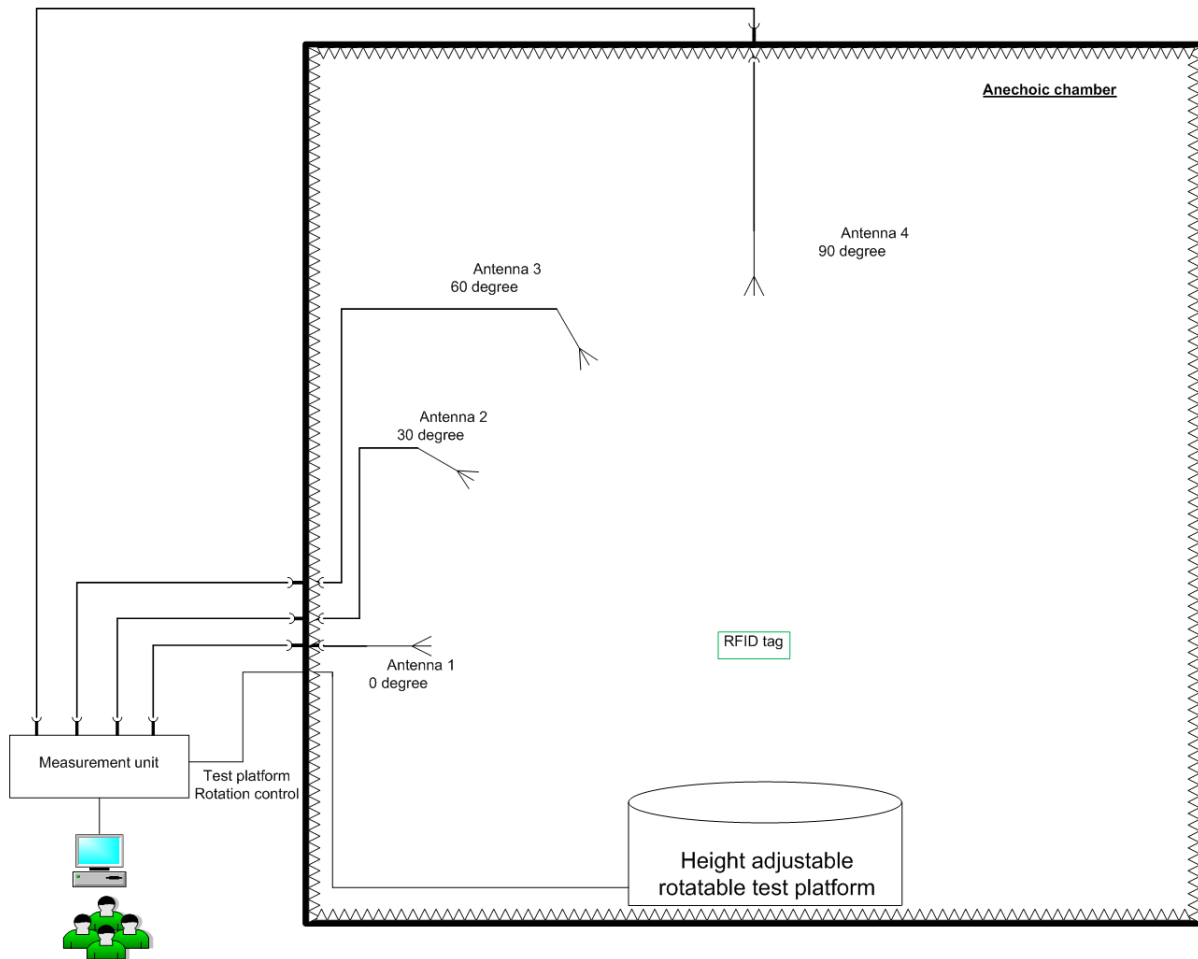 Anechoic chamber
Antenna 4
90 degree
Antenna 3
60 degree
Antenna 2
30 degree
RFID tag
Antenna 1
0 degree
Measurement unit
Test platform
Rotation control
Height adjustable
rotatable test platform